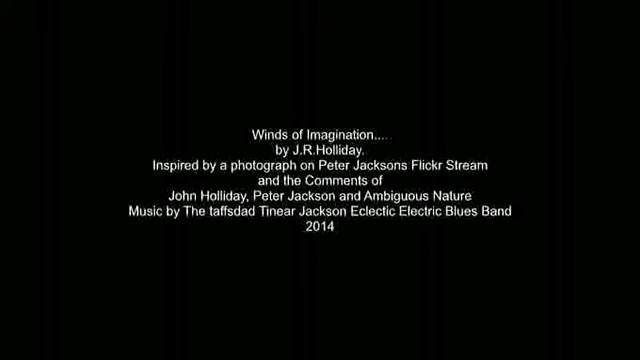 Winds of Imagination.....
by J.R.Holliday.
Inspired by a photograph on Peter Jacksons Flickr Stream
and the Comments of
John Holliday, Peter Jackson and Ambiguous Nature
Music by The taffsdad Tinear Jackson Eclectic Electric Blues Band
2014